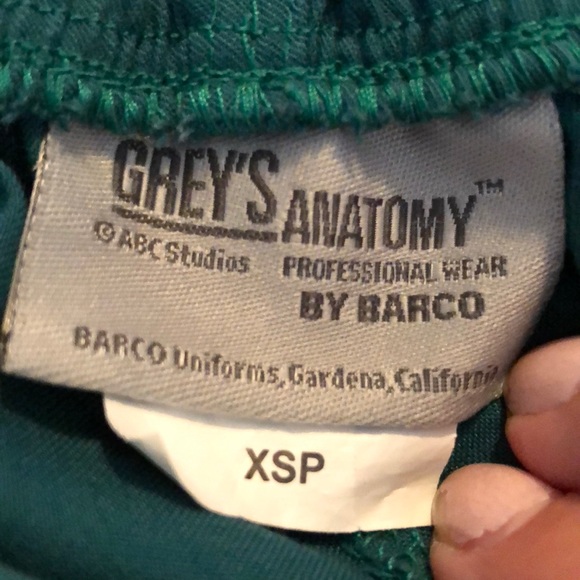 GREY'S ANATOMY™
©ABC Studios PROFESSIONAL WEAR
BY BARCO
BARCO Uniforms, Gardena, California
XSP